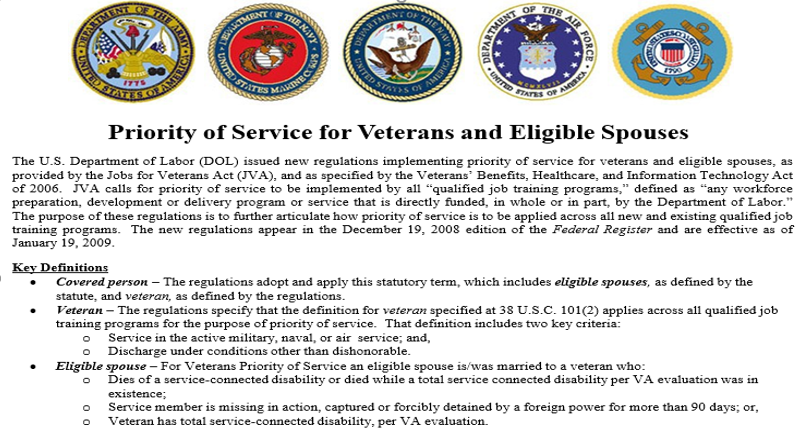 DEPARTMENT OF THE ARMY
UNITED STATES OF AMERICA
1775
DEPARTMENT OF THE NAVY
UNITED STATES MARINE CORPS
DEPARTMENT OF THE NAVY
UNITED STATES OF AMERICA
DEPARTMENT OF THE AIR FORCE
MCMXLVII
UNITED STATES OF AMERICA
UNITED STATES COAST GUARD
1790
Priority of Service for Veterans and Eligible Spouses
The U.S. Department of Labor (DOL) issued new regulations implementing priority of service for veterans and eligible spouses, as
provided by the Jobs for Veterans Act (JVA), and as specified by the Veterans’ Benefits, Healthcare, and Information Technology Act
of 2006. JVA calls for priority of service to be implemented by all “qualified job training programs,” defined as “any workforce
preparation, development or delivery program or service that is directly funded, in whole or in part, by the Department of Labor.”
The purpose of these regulations is to further articulate how priority of service is to be applied across all new and existing qualified job
training programs. The new regulations appear in the December 19, 2008 edition of the Federal Register and are effective as of
January 19, 2009.
Key Definitions
• Covered person – The regulations adopt and apply this statutory term, which includes eligible spouses, as defined by the
statute, and veteran, as defined by the regulations.
• Veteran – The regulations specify that the definition for veteran specified at 38 U.S.C. 101(2) applies across all qualified job
training programs for the purpose of priority of service. That definition includes two key criteria:
o Service in the active military, naval, or air service; and,
o Discharge under conditions other than dishonorable.
• Eligible spouse – For Veterans Priority of Service an eligible spouse is/was married to a veteran who:
o Dies of a service-connected disability or died while a total service connected disability per VA evaluation was in
existence;
o Service member is missing in action, captured or forcibly detained by a foreign power for more than 90 days; or,
o Veteran has total service-connected disability, per VA evaluation.